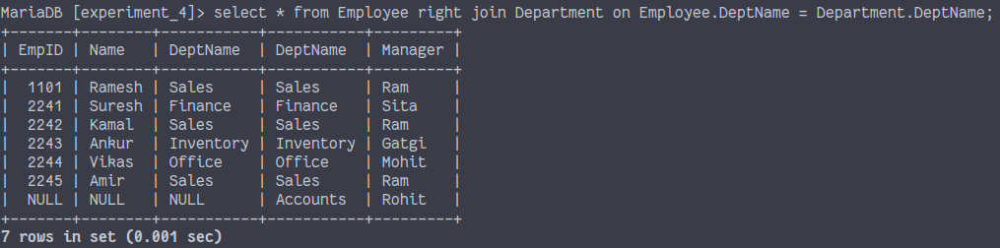 MariaDB [experiment_4]> select * from Employee right join Department on Employee.DeptName = Department.DeptName;
+-------+--------+-----------+-----------+---------+
| EmpID | Name   | DeptName  | DeptName  | Manager |
+-------+--------+-----------+-----------+---------+
|  1101 | Ramesh | Sales     | Sales     | Ram     |
|  2241 | Suresh | Finance   | Finance   | Sita    |
|  2242 | Kamal  | Sales     | Sales     | Ram     |
|  2243 | Ankur  | Inventory | Inventory | Gatgi   |
|  2244 | Vikas  | Office    | Office    | Mohit   |
|  2245 | Amir   | Sales     | Sales     | Ram     |
|  NULL | NULL   | NULL      | Accounts  | Rohit   |
+-------+--------+-----------+-----------+---------+
7 rows in set (0.001 sec)